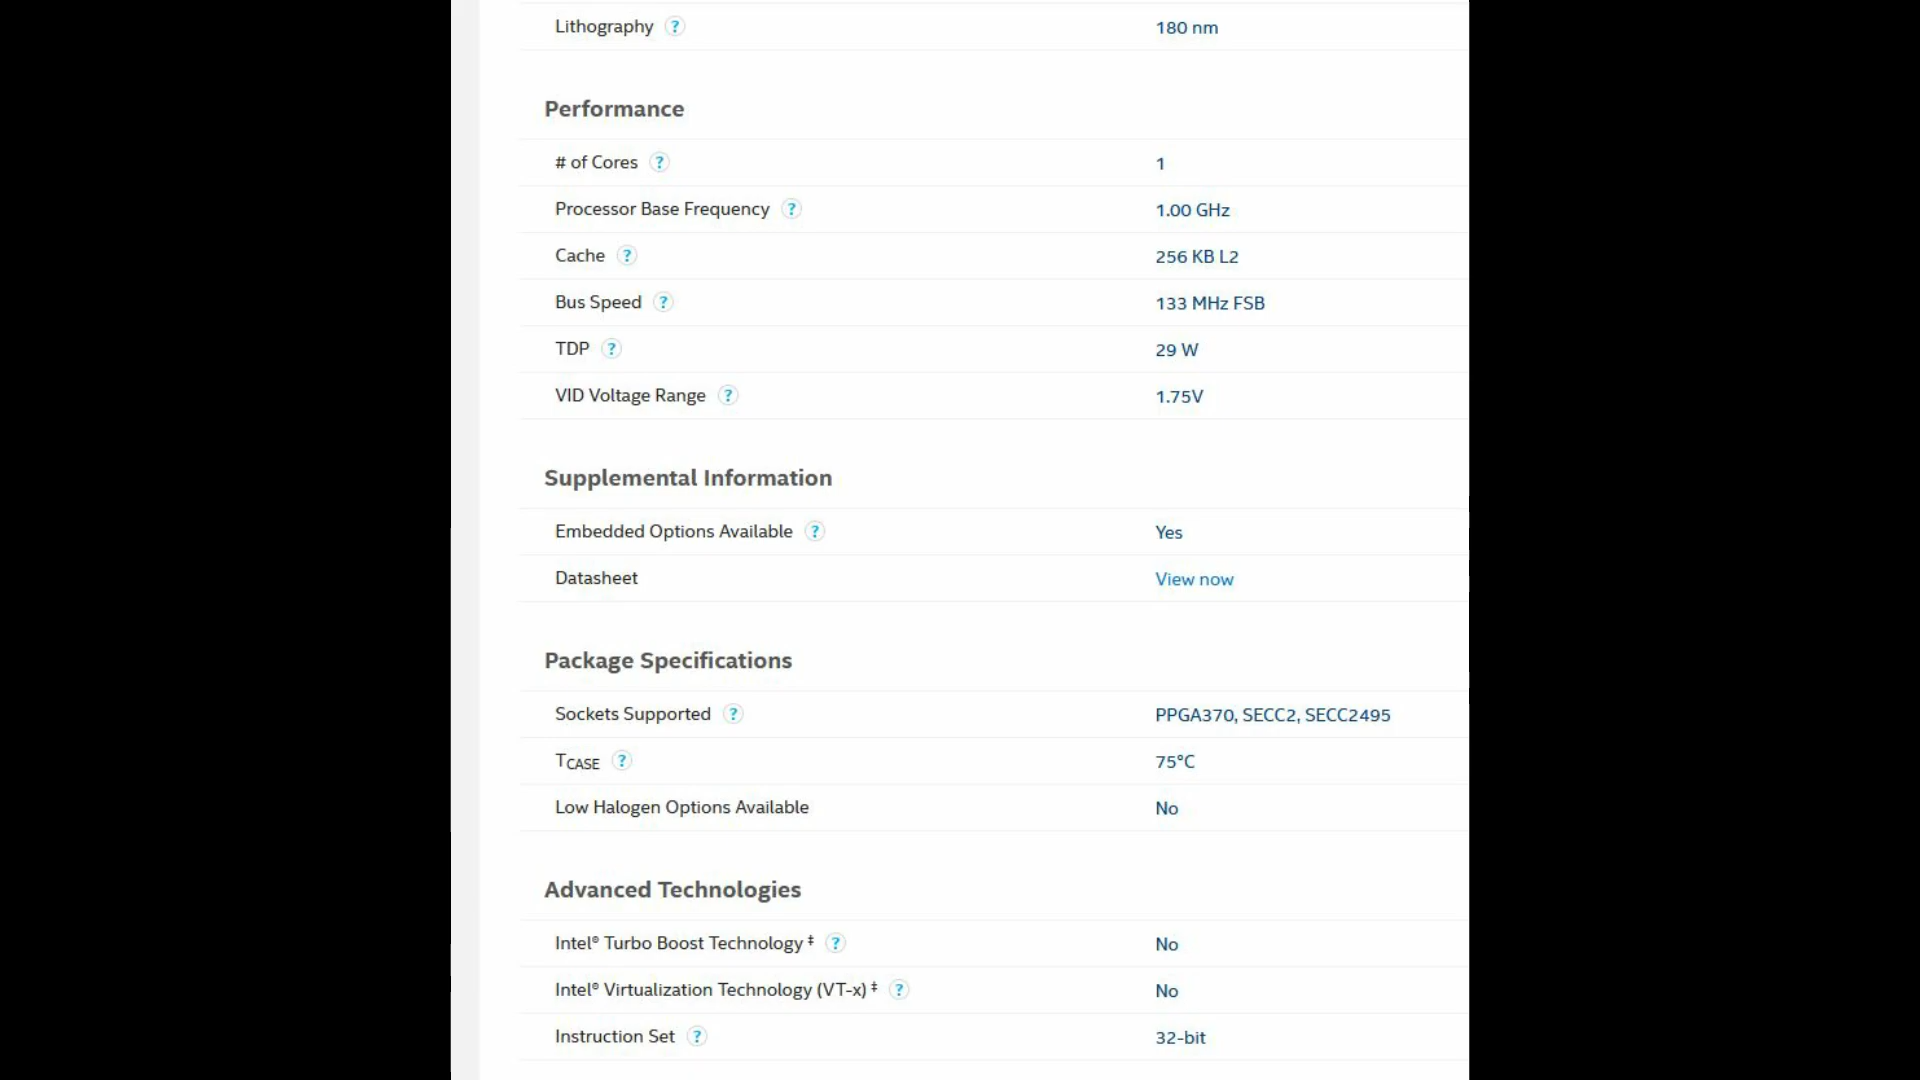 Lithography ? 180 nm
Performance
# of Cores ? 1
Processor Base Frequency ? 1.00 GHz
Cache ? 256 KB L2
Bus Speed ? 133 MHz FSB
TDP ? 29 W
VID Voltage Range ? 1.75V
Supplemental Information
Embedded Options Available ? Yes
Datasheet View now
Package Specifications
Sockets Supported ? PPGA370, SECC2, SECC2495
TCASE ? 75°C
Low Halogen Options Available No
Advanced Technologies
Intel® Turbo Boost Technology ‡ ? No
Intel® Virtualization Technology (VT-x) ‡ ? No
Instruction Set ? 32-bit